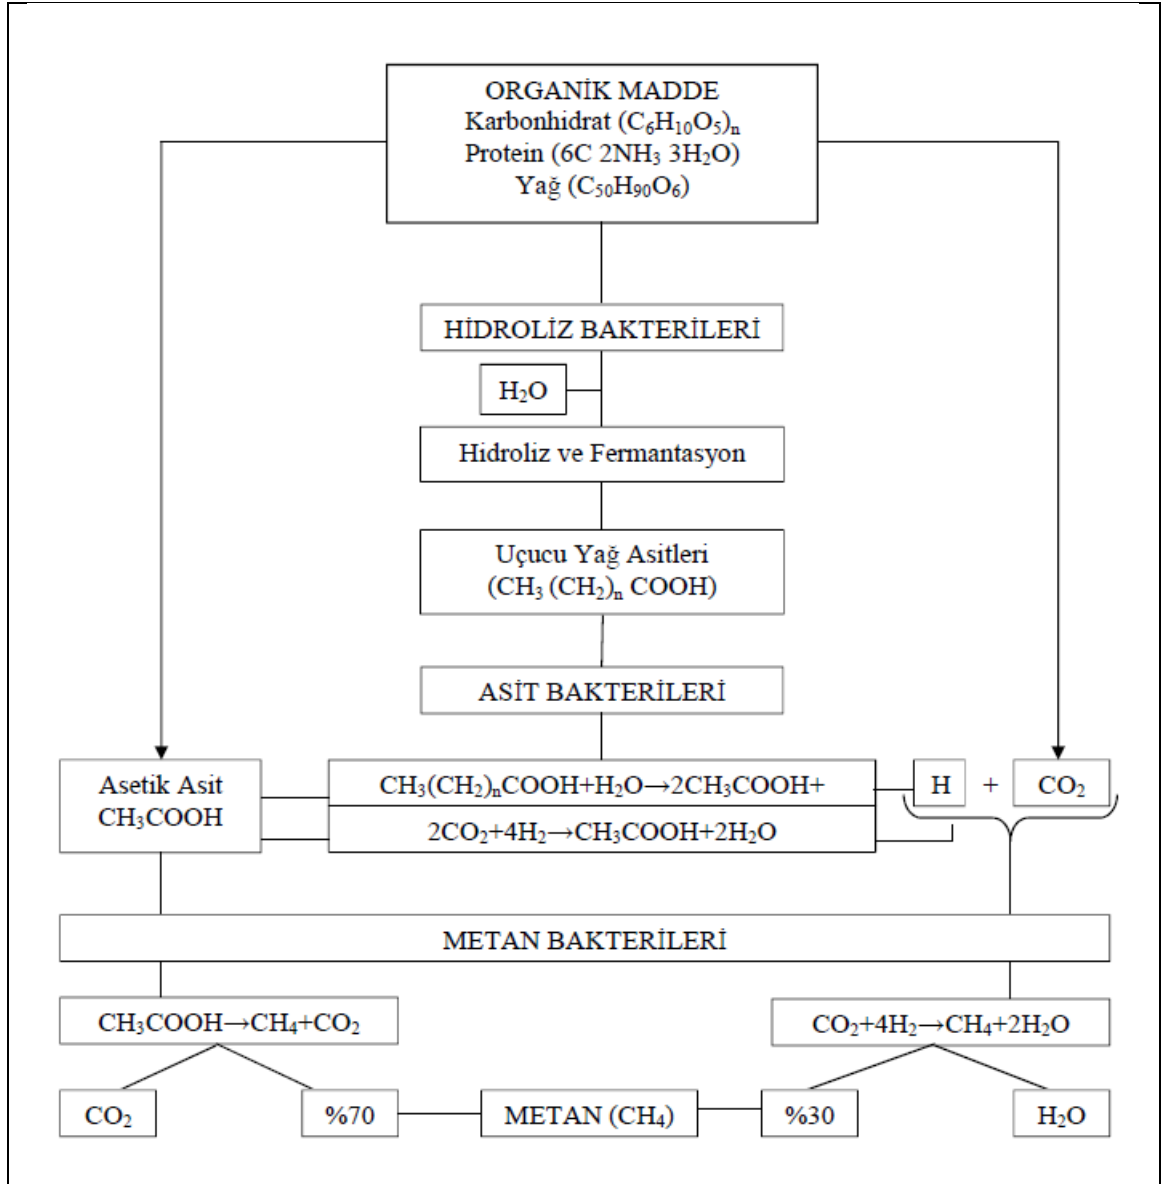 ORGANİK MADDE
Karbonhidrat (C₆H₁₀O₅)ₙ
Protein (6C 2NH₃ 3H₂O)
Yağ (C₅₀H₉₀O₆)
HİDROLİZ BAKTERİLERİ
H₂O
Hidroliz ve Fermantasyon
Uçucu Yağ Asitleri
(CH₃ (CH₂)ₙ COOH)
ASİT BAKTERİLERİ
Asetik Asit
CH₃COOH
CH₃(CH₂)ₙCOOH+H₂O→2CH₃COOH+
H + CO₂
2CO₂+4H₂→CH₃COOH+2H₂O
METAN BAKTERİLERİ
CH₃COOH→CH₄+CO₂
CO₂+4H₂→CH₄+2H₂O
CO₂
%70
METAN (CH₄)
%30
H₂O